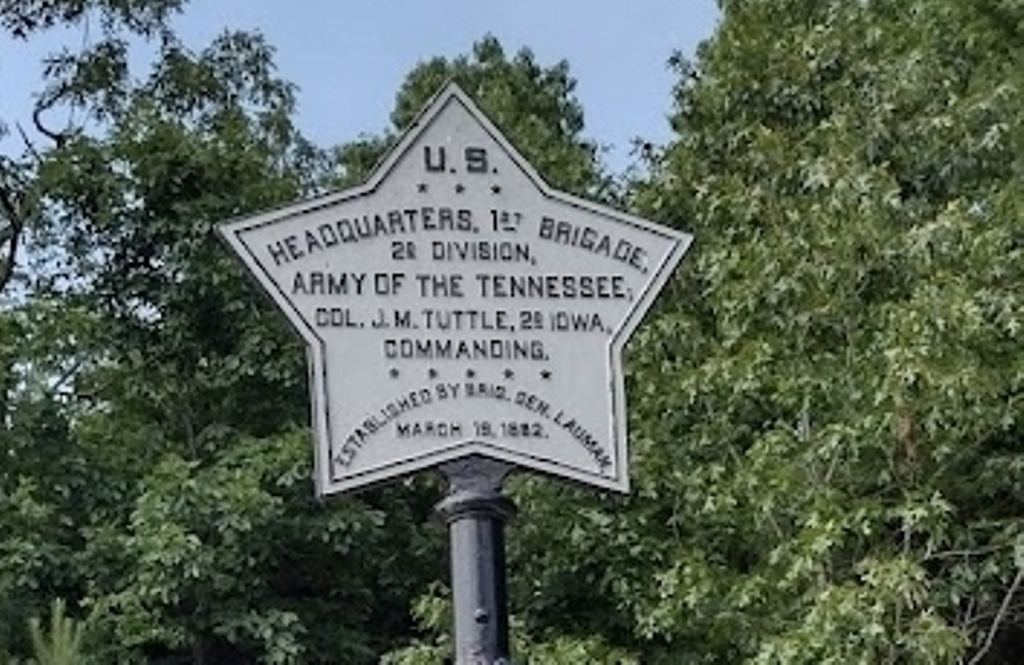 U.S.
HEADQUARTERS, 1ST BRIGADE,
2D DIVISION,
ARMY OF THE TENNESSEE,
COL. J.M. TUTTLE, 2D IOWA,
COMMANDING.
ESTABLISHED BY BRIG. GEN. LAUMAN,
MARCH 19, 1862.